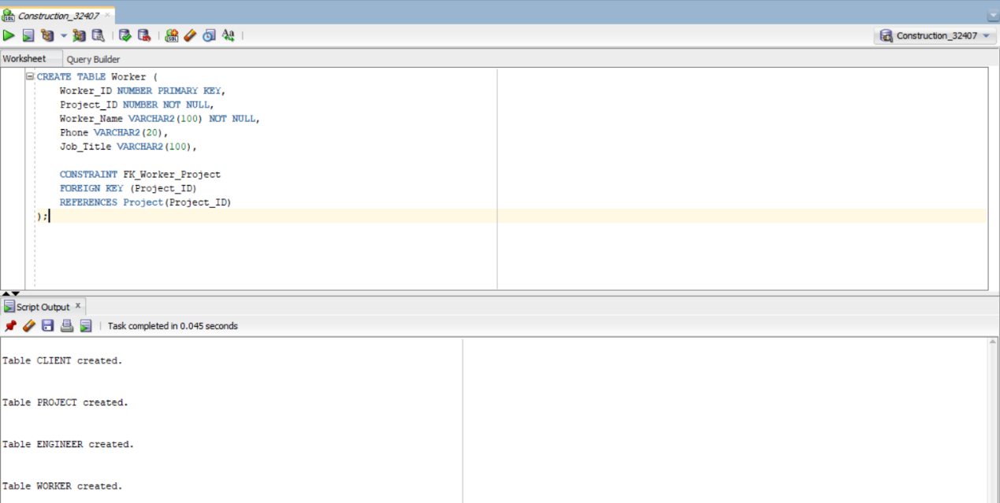 Construction_32407
Construction_32407
Worksheet Query Builder
CREATE TABLE Worker (
    Worker_ID NUMBER PRIMARY KEY,
    Project_ID NUMBER NOT NULL,
    Worker_Name VARCHAR2(100) NOT NULL,
    Phone VARCHAR2(20),
    Job_Title VARCHAR2(100),
    CONSTRAINT FK_Worker_Project
    FOREIGN KEY (Project_ID)
    REFERENCES Project(Project_ID)
);
Script Output x
Task completed in 0.045 seconds
Table CLIENT created.
Table PROJECT created.
Table ENGINEER created.
Table WORKER created.